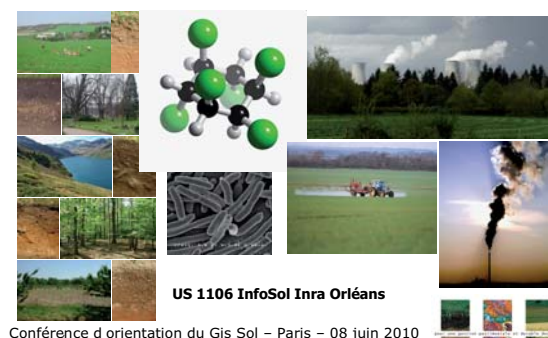 US 1106 InfoSol Inra Orléans
Conférence d orientation du Gis Sol – Paris – 08 juin 2010